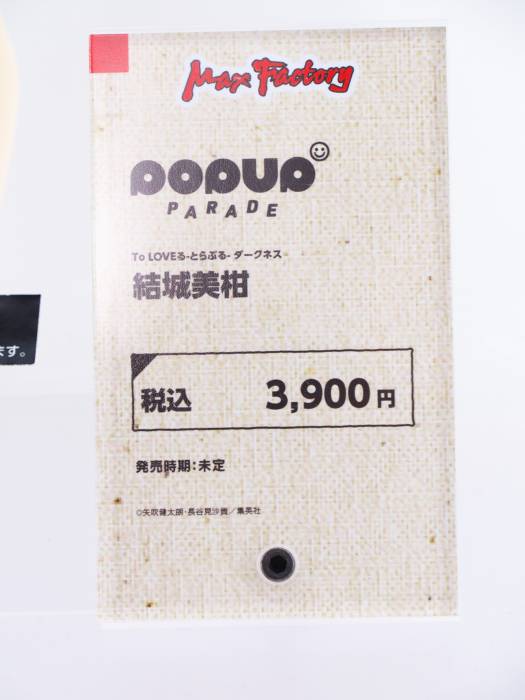 Max Factory
POPUP
PARADE
To LOVEる-とらぶる- ダークネス
結城美柑
ます。
税込 3,900円
発売時期：未定
©矢吹健太朗・長谷見沙貴／集英社